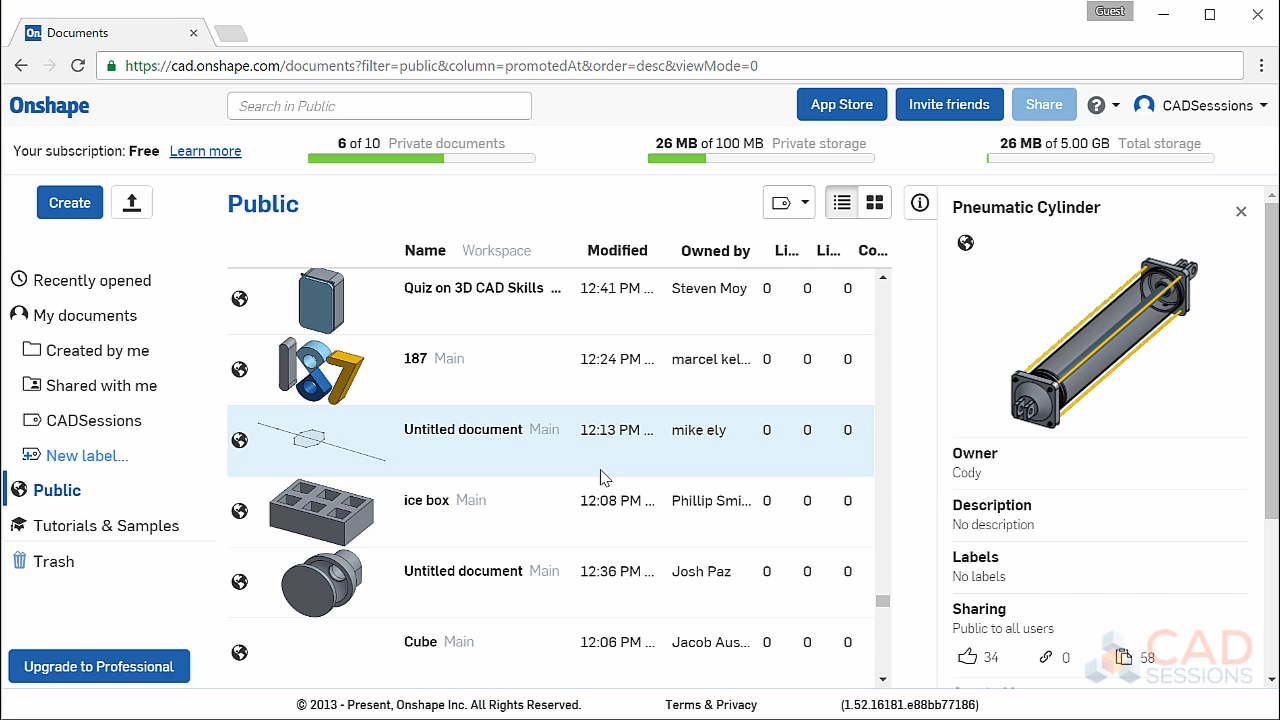 Guest
On Documents
https://cad.onshape.com/documents?filter=public&column=promotedAt&order=desc&viewMode=0
Onshape Search in Public App Store Invite friends Share ? CADSesssions
Your subscription: Free Learn more
6 of 10 Private documents
26 MB of 100 MB Private storage
26 MB of 5.00 GB Total storage
Create
Recently opened
My documents
Created by me
Shared with me
CADSessions
New label...
Public
Tutorials & Samples
Trash
Upgrade to Professional
Public
Name Workspace Modified Owned by Li... Li... Co...
Quiz on 3D CAD Skills ... 12:41 PM ... Steven Moy 0 0 0
187 Main 12:24 PM ... marcel kel... 0 0 0
Untitled document Main 12:13 PM ... mike ely 0 0 0
ice box Main 12:08 PM ... Phillip Smi... 0 0 0
Untitled document Main 12:36 PM ... Josh Paz 0 0 0
Cube Main 12:06 PM ... Jacob Aus... 0 0 0
Pneumatic Cylinder
Owner
Cody
Description
No description
Labels
No labels
Sharing
Public to all users
34 0 58
CAD
SESSIONS
© 2013 - Present, Onshape Inc. All Rights Reserved. Terms & Privacy (1.52.16181.e88bb77186)